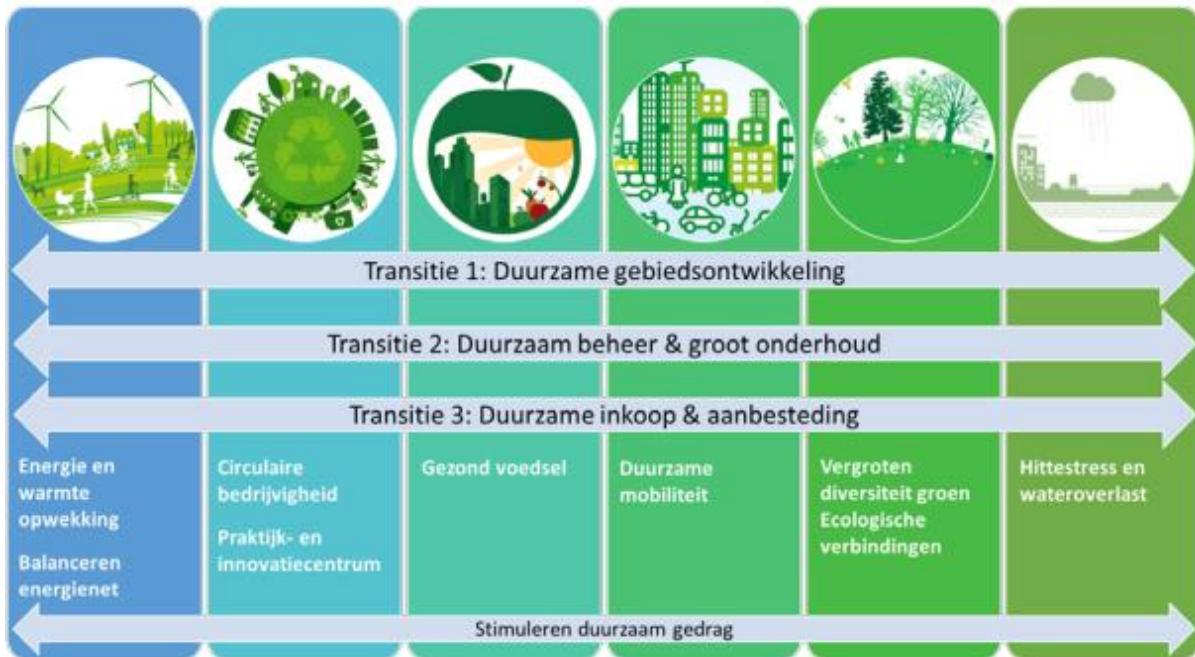 Transitie 1: Duurzame gebiedsontwikkeling
Transitie 2: Duurzaam beheer & groot onderhoud
Transitie 3: Duurzame inkoop & aanbesteding
Energie en
warmte
opwekking
Balanceren
energienet
Circulaire
bedrijvigheid
Praktijk- en
innovatiecentrum
Gezond voedsel
Duurzame
mobiliteit
Vergroten
diversiteit groen
Ecologische
verbindingen
Hittestress en
wateroverlast
Stimuleren duurzaam gedrag